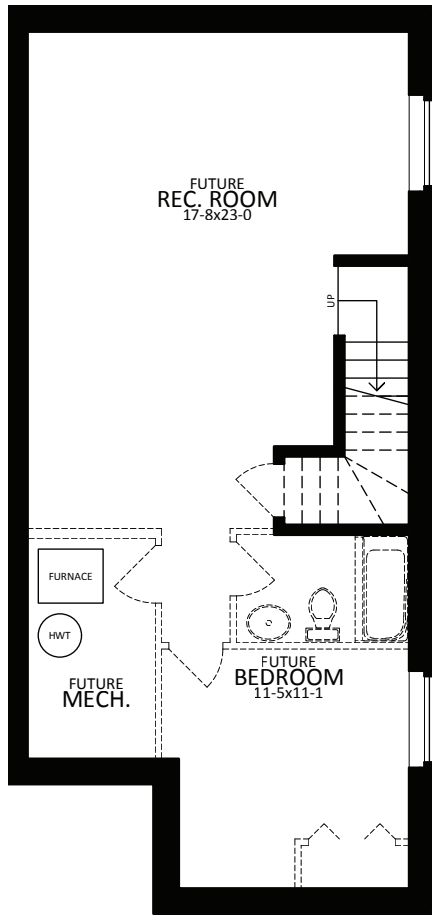 FUTURE
REC. ROOM
17-8x23-0
UP
FURNACE
HWT
FUTURE
MECH.
FUTURE
BEDROOM
11-5x11-1